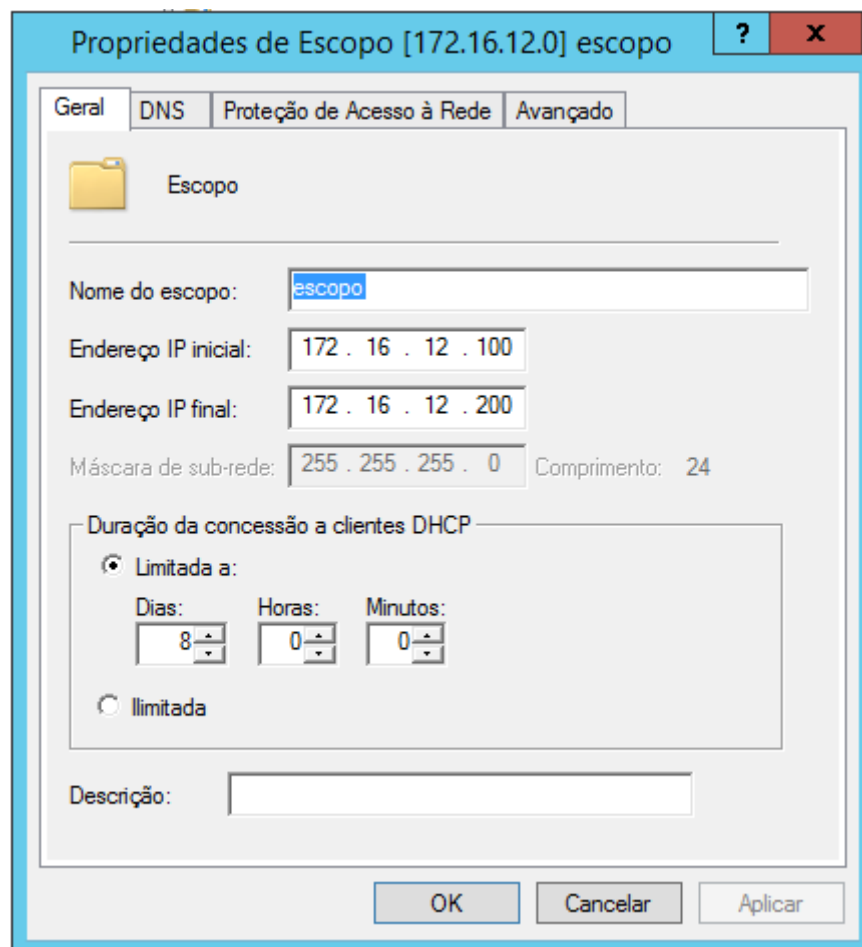 Propriedades de Escopo [172.16.12.0] escopo ? x
Geral DNS Proteção de Acesso à Rede Avançado
Escopo
Nome do escopo: escopo
Endereço IP inicial: 172 . 16 . 12 . 100
Endereço IP final: 172 . 16 . 12 . 200
Máscara de sub-rede: 255 . 255 . 255 . 0 Comprimento: 24
Duração da concessão a clientes DHCP
Limitada a:
Dias: Horas: Minutos:
8 0 0
Ilimitada
Descrição:
OK Cancelar Aplicar